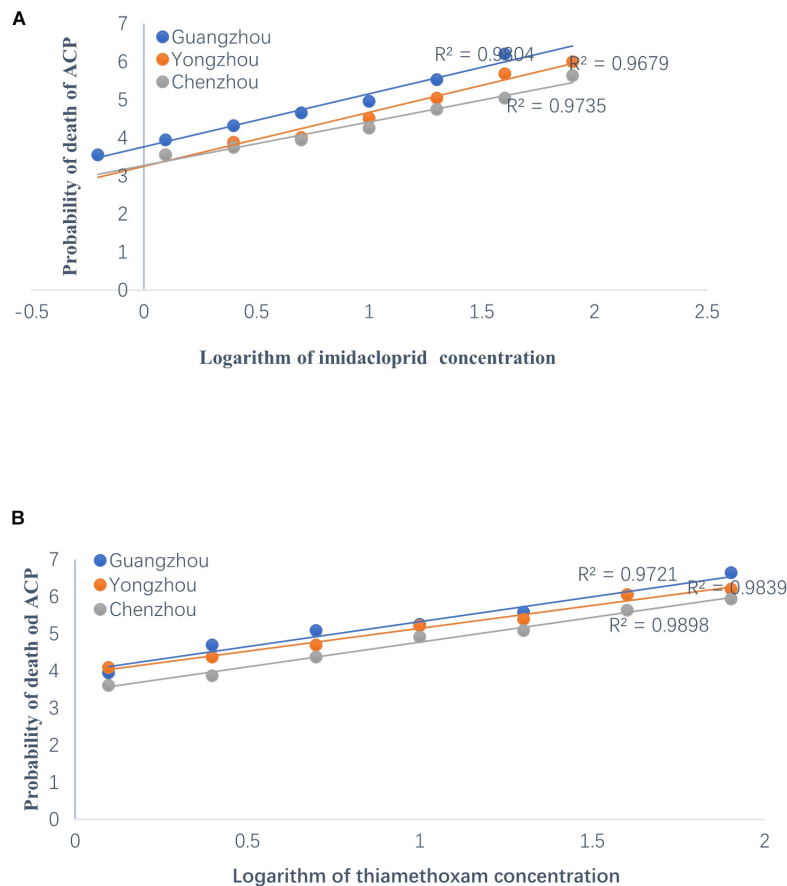 A
Guangzhou
Yongzhou
Chenzhou
R² = 0.9804
R² = 0.9679
R² = 0.9735
Probability of death of ACP
7
6
5
4
3
2
1
0
-0.5
0
0.5
1
1.5
2
2.5
Logarithm of imidacloprid concentration
B
Guangzhou
Yongzhou
Chenzhou
R² = 0.9721
R² = 0.9839
R² = 0.9898
Probability of death od ACP
7
6
5
4
3
2
1
0
0
0.5
1
1.5
2
Logarithm of thiamethoxam concentration